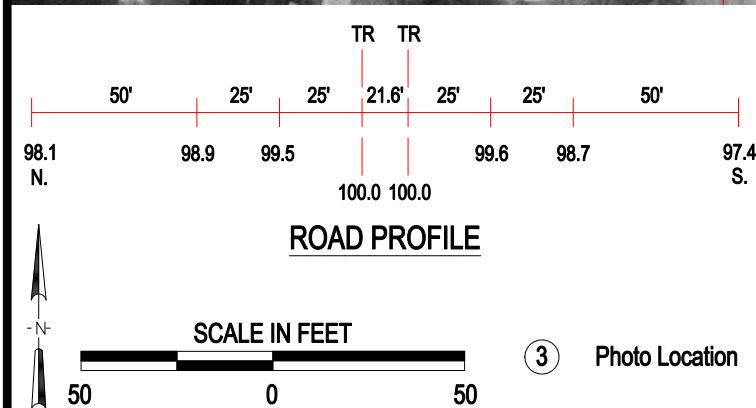 TR TR
50' 25' 25' 21.6' 25' 25' 50'
98.1 98.9 99.5 99.6 98.7 97.4
N. S.
100.0 100.0
ROAD PROFILE
-N-
SCALE IN FEET
3 Photo Location
50 0 50